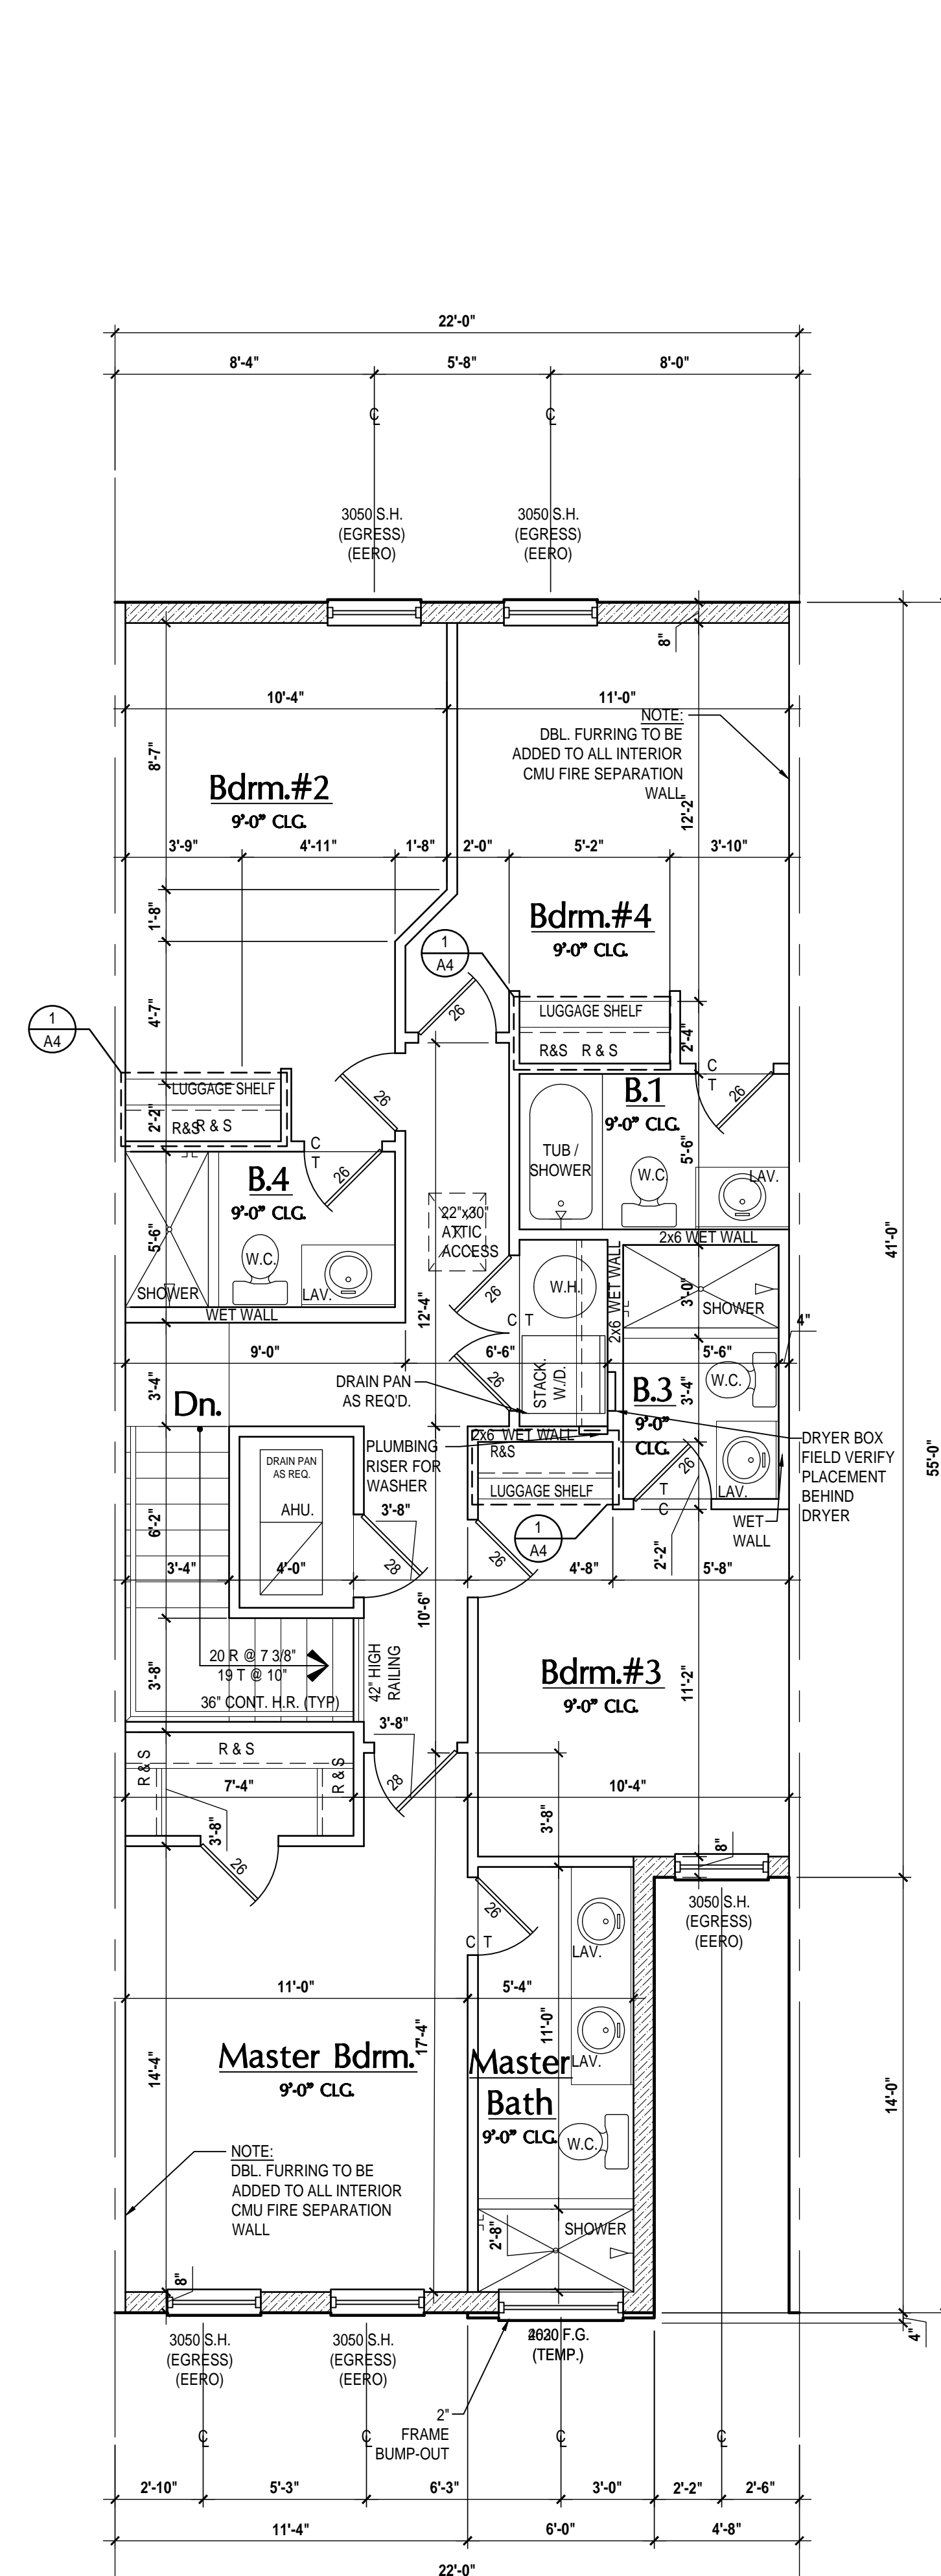 22'-0"
8'-4" 5'-8" 8'-0"
℄ ℄
3050 S.H.
(EGRESS)
(EERO)
3050 S.H.
(EGRESS)
(EERO)
8"
10'-4" 11'-0"
NOTE:
DBL. FURRING TO BE
ADDED TO ALL INTERIOR
CMU FIRE SEPARATION
WALL
8'-7"
12'-2"
Bdrm.#2
9'-0" CLG.
3'-9" 4'-11" 1'-8" 2'-0" 5'-2" 3'-10"
1'-8"
Bdrm.#4
9'-0" CLG.
1
A4
4'-7"
1
A4
26
LUGGAGE SHELF
R&S R & S
2'-4"
C
T
26
LUGGAGE SHELF
R&S R & S
2'-2"
26
C
T
26
B.1
9'-0" CLG.
TUB /
SHOWER
W.C.
LAV.
5'-6"
2x6 WET WALL
B.4
9'-0" CLG.
W.C.
SHOWER
LAV.
5'-6"
WET WALL
22"x30"
ATTIC
ACCESS
12'-4"
41'-0"
W.H.
26
C T
26
2x6 WET WALL
3'-0"
SHOWER
4"
9'-0" 6'-6" 5'-6"
3'-4"
Dn.
DRAIN PAN
AS REQ'D.
STACK.
W./D.
W.C.
3'-4"
B.3
9'-0"
CLG.
LAV.
DRYER BOX
FIELD VERIFY
PLACEMENT
BEHIND
DRYER
55'-0"
2x6 WET WALL
R&S
LUGGAGE SHELF
PLUMBING
RISER FOR
WASHER
DRAIN PAN
AS REQ.
AHU.
26
T
C
WET
WALL
1
A4
2'-2"
6'-2"
3'-8"
28
26
3'-4" 4'-0" 4'-8" 5'-8"
10'-6"
20 R @ 7 3/8"
19 T @ 10"
36" CONT. H.R. (TYP)
3'-8"
42" HIGH
RAILING
Bdrm.#3
9'-0" CLG.
11'-2"
3'-8"
R & S
R & S
R & S
28
7'-4" 10'-4"
3'-8"
3'-8"
8"
26
3050 S.H.
(EGRESS)
(EERO)
26
C T
LAV.
11'-0" 5'-4"
17'-4"
11'-0"
LAV.
Master Bdrm.
9'-0" CLG.
Master
Bath
9'-0" CLG.
W.C.
14'-4"
14'-0"
NOTE:
DBL. FURRING TO BE
ADDED TO ALL INTERIOR
CMU FIRE SEPARATION
WALL
2'-8"
SHOWER
8"
4"
3050 S.H.
(EGRESS)
(EERO)
3050 S.H.
(EGRESS)
(EERO)
F.G.
(TEMP.)
2"
FRAME
BUMP-OUT
℄ ℄ ℄ ℄
2'-10" 5'-3" 6'-3" 3'-0" 2'-2" 2'-6"
11'-4" 6'-0" 4'-8"
22'-0"